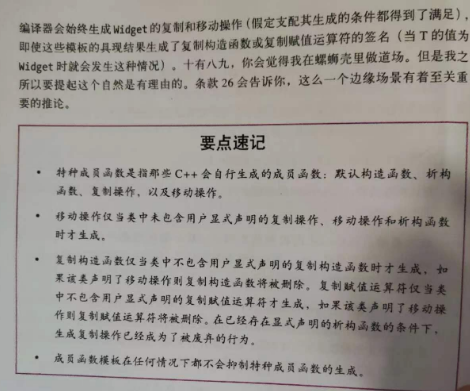 编译器会始终生成 Widget 的复制和移动操作（假定支配其生成的条件都得到了满足），
即使这些模板的具现结果生成了复制构造函数或复制赋值运算符的签名（当 T 的值为
Widget 时就会发生这种情况）。十有八九，你会觉得我在螺蛳壳里做道场。但是我之
所以要提起这个自然是有理由的。条款 26 会告诉你，这么一个边缘场景有着至关重
要的推论。
要点速记
• 特种成员函数是指那些 C++ 会自行生成的成员函数：默认构造函数、析构
函数、复制操作，以及移动操作。
• 移动操作仅当类中未包含用户显式声明的复制操作、移动操作和析构函数
时才生成。
• 复制构造函数仅当类中不包含用户显式声明的复制构造函数时才生成，如
果该类声明了移动操作则复制构造函数将被删除。复制赋值运算符仅当类
中不包含用户显式声明的复制赋值运算符才生成，如果该类声明了移动操
作则复制赋值运算符将被删除。在已经存在显式声明的析构函数的条件下，
生成复制操作已经成为了被废弃的行为。
• 成员函数模板在任何情况下都不会抑制特种成员函数的生成。